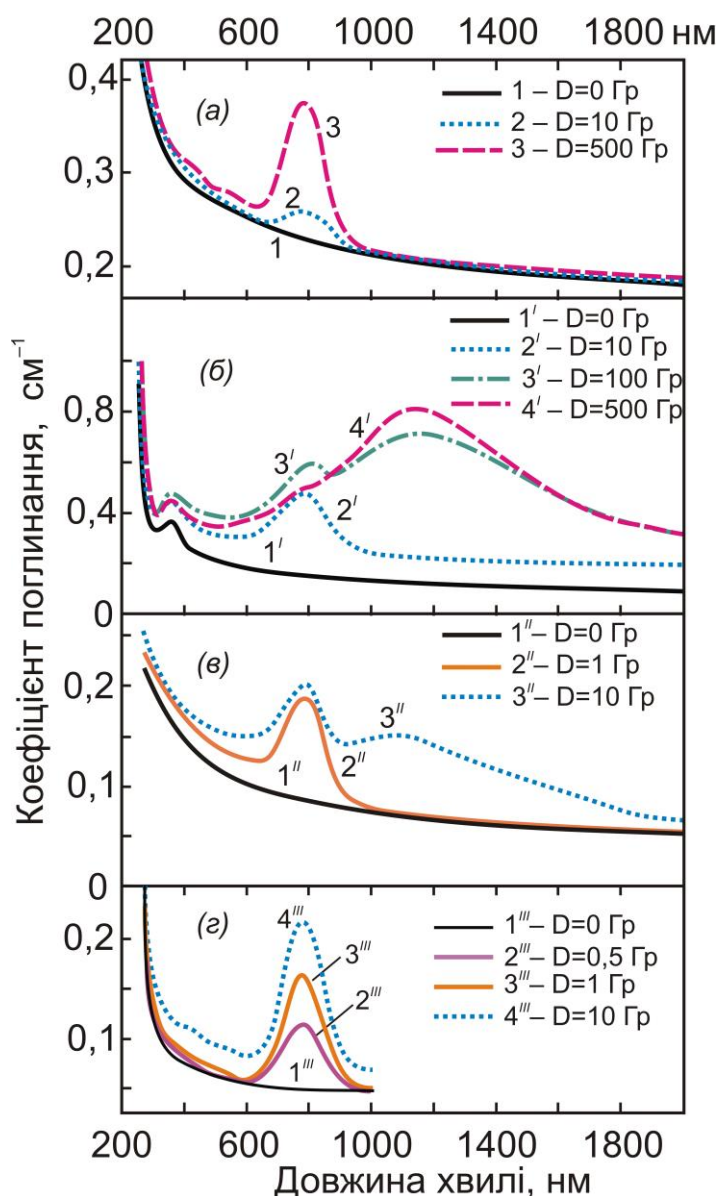 200 600 1000 1400 1800 нм
0,4
(а)
1 – D=0 Гр
2 – D=10 Гр
3 – D=500 Гр
3
0,3
2
1
0,2
(б)
1′ – D=0 Гр
2′ – D=10 Гр
3′ – D=100 Гр
4′ – D=500 Гр
0,8
4′
3′
2′
0,4
1′
0
(в)
1″ – D=0 Гр
2″ – D=1 Гр
3″ – D=10 Гр
0,2
3″
1″
2″
0,1
0
(г)
1‴ – D=0 Гр
2‴ – D=0,5 Гр
3‴ – D=1 Гр
4‴ – D=10 Гр
4‴
0,2
3‴
2‴
0,1
1‴
200 600 1000 1400 1800
Довжина хвилі, нм
Коефіцієнт поглинання, см⁻¹